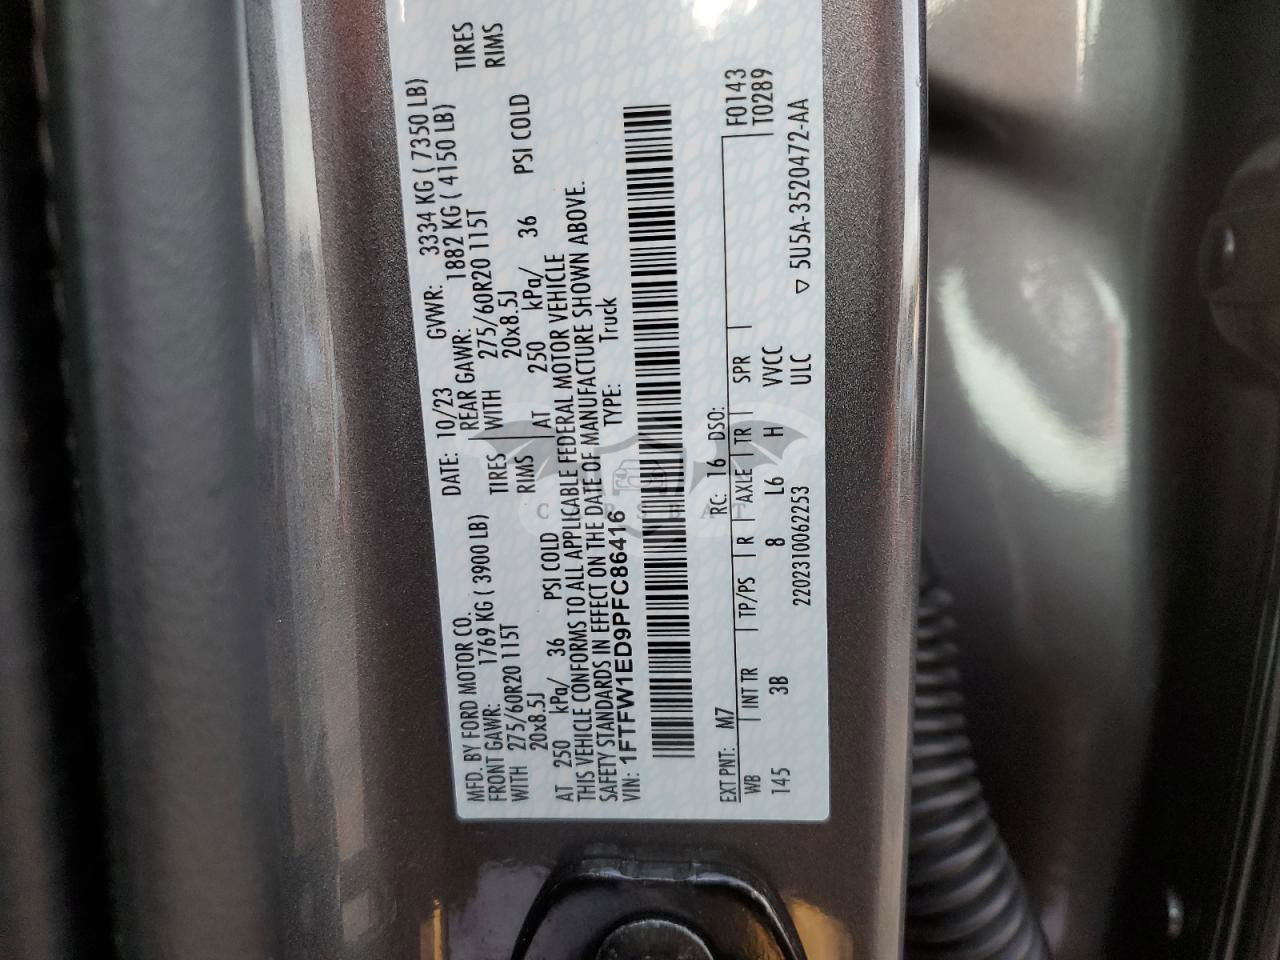 MFD. BY FORD MOTOR CO. DATE: 10/23 GVWR: 3334 KG ( 7350 LB)
FRONT GAWR: 1769 KG ( 3900 LB) REAR GAWR: 1882 KG ( 4150 LB)
WITH 275/60R20 115T TIRES WITH 275/60R20 115T TIRES
20x8.5J RIMS 20x8.5J RIMS
AT 250 kPa/ 36 PSI COLD AT 250 kPa/ 36 PSI COLD
THIS VEHICLE CONFORMS TO ALL APPLICABLE FEDERAL MOTOR VEHICLE
SAFETY STANDARDS IN EFFECT ON THE DATE OF MANUFACTURE SHOWN ABOVE.
VIN: 1FTFW1ED9PFC86416 TYPE: Truck
EXT PNT: M7 RC: 16 DSO: F0143
WB INT TR TP/PS R AXLE TR SPR T0289
145 3B 8 L6 H VVCC
2202310062253 ULC ▽ 5U5A-3520472-AA
CARSBAT